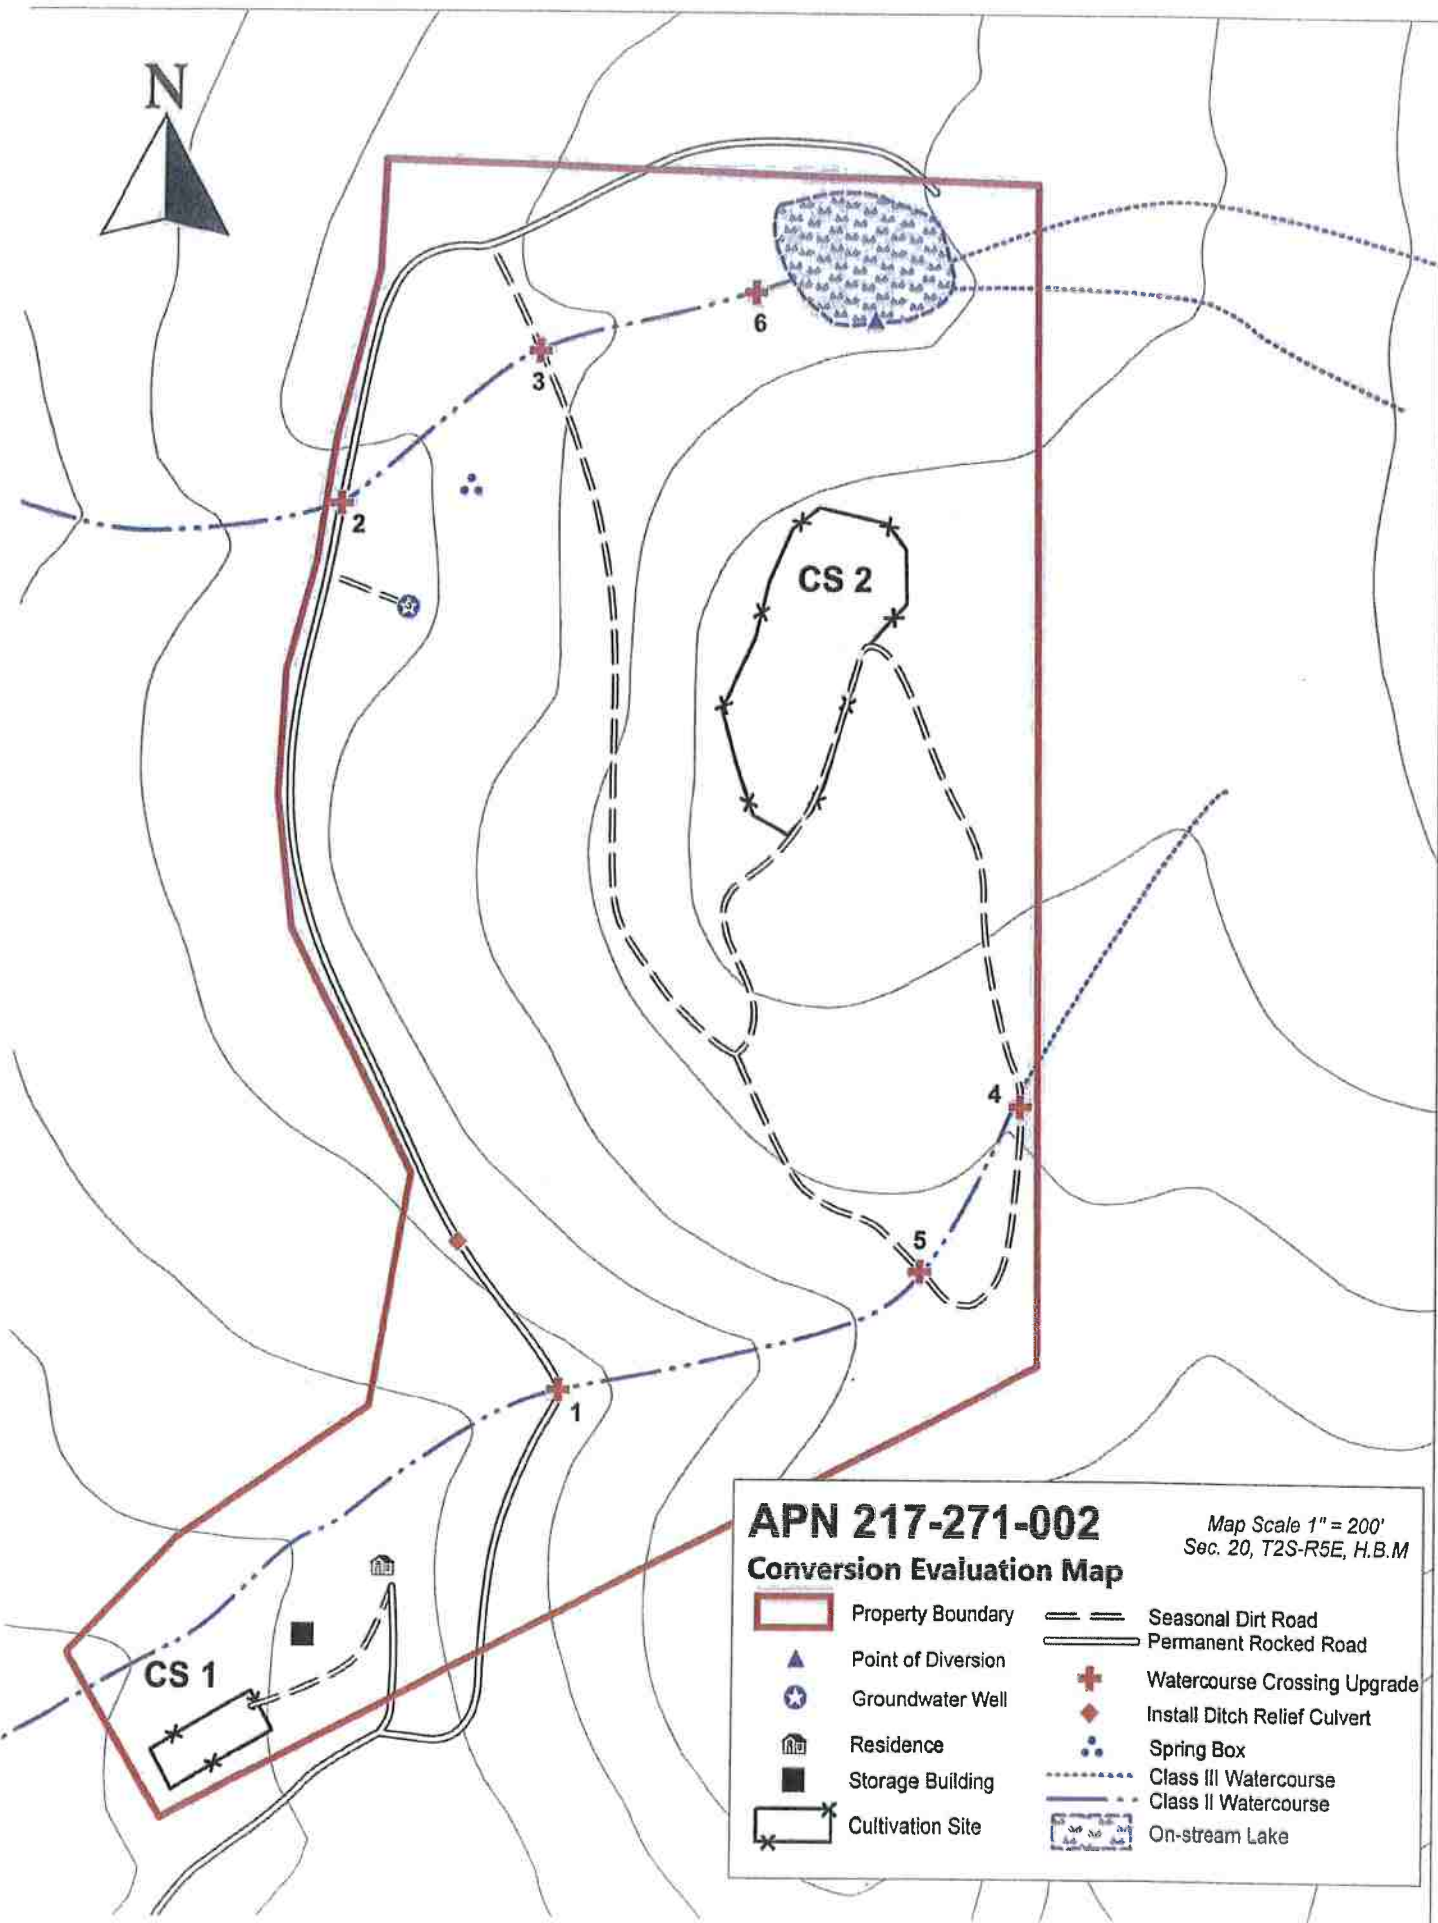 N
6
3
2
CS 2
4
5
1
CS 1
APN 217-271-002
Map Scale 1" = 200'
Sec. 20, T2S-R5E, H.B.M
Conversion Evaluation Map
Property Boundary
Seasonal Dirt Road
Permanent Rocked Road
Point of Diversion
Watercourse Crossing Upgrade
Groundwater Well
Install Ditch Relief Culvert
Residence
Spring Box
Storage Building
Class III Watercourse
Class II Watercourse
Cultivation Site
On-stream Lake